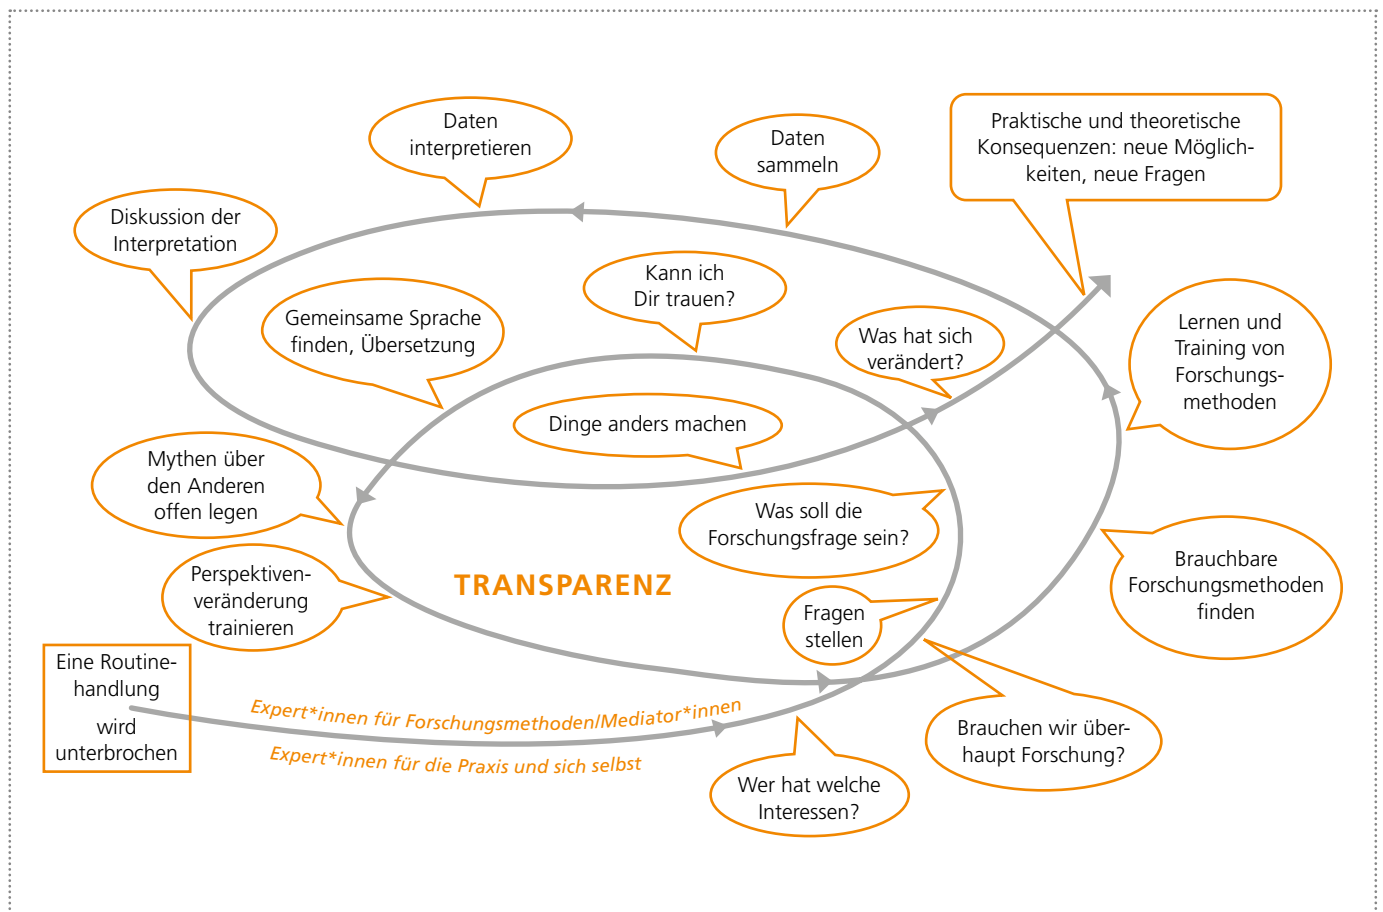 Daten
interpretieren
Daten
sammeln
Praktische und theoretische
Konsequenzen: neue Möglich-
keiten, neue Fragen
Diskussion der
Interpretation
Kann ich
Dir trauen?
Gemeinsame Sprache
finden, Übersetzung
Was hat sich
verändert?
Lernen und
Training von
Forschungs-
methoden
Dinge anders machen
Mythen über
den Anderen
offen legen
Was soll die
Forschungsfrage sein?
Brauchbare
Forschungsmethoden
finden
Perspektiven-
veränderung
trainieren
TRANSPARENZ
Fragen
stellen
Eine Routine-
handlung
wird
unterbrochen
Expert*innen für Forschungsmethoden/Mediator*innen
Expert*innen für die Praxis und sich selbst
Brauchen wir über-
haupt Forschung?
Wer hat welche
Interessen?